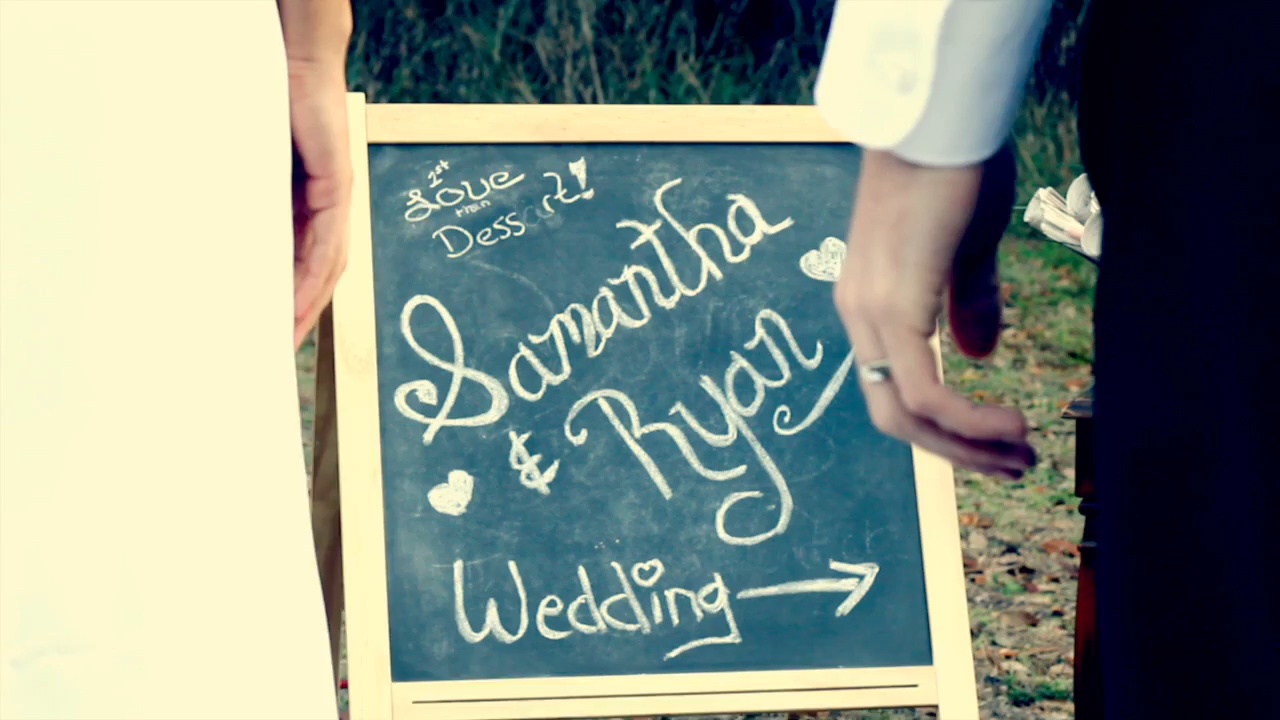 1st
Love
then
Dessert!
Samantha
& Ryan
Wedding